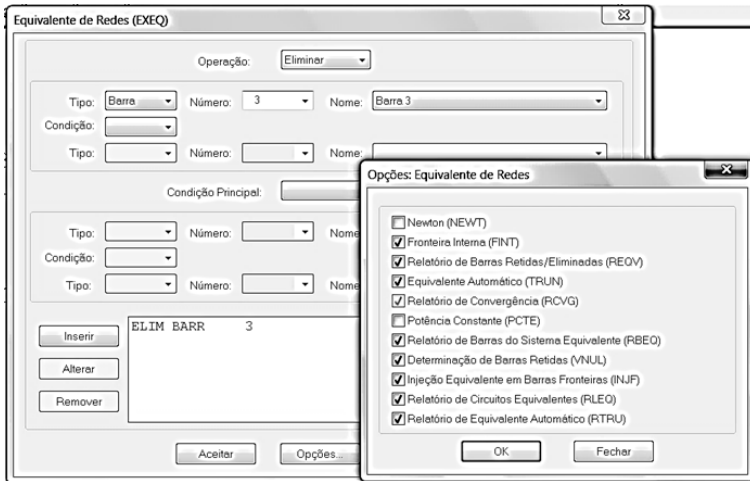 Equivalente de Redes (EXEQ)
Operação: Eliminar
Tipo: Barra Número: 3 Nome: Barra 3
Condição:
Tipo: Número: Nome:
Condição Principal:
Tipo: Número: Nome
Condição:
Tipo: Número: Nome
Inserir
Alterar
Remover
ELIM BARR 3
Aceitar Opções...
Opções: Equivalente de Redes
Newton (NEWT)
Fronteira Interna (FINT)
Relatório de Barras Retidas/Eliminadas (REQV)
Equivalente Automático (TRUN)
Relatório de Convergência (RCVG)
Potência Constante (PCTE)
Relatório de Barras do Sistema Equivalente (RBEQ)
Determinação de Barras Retidas (VNUL)
Injeção Equivalente em Barras Fronteiras (INJF)
Relatório de Circuitos Equivalentes (RLEQ)
Relatório de Equivalente Automático (RTRU)
OK Fechar